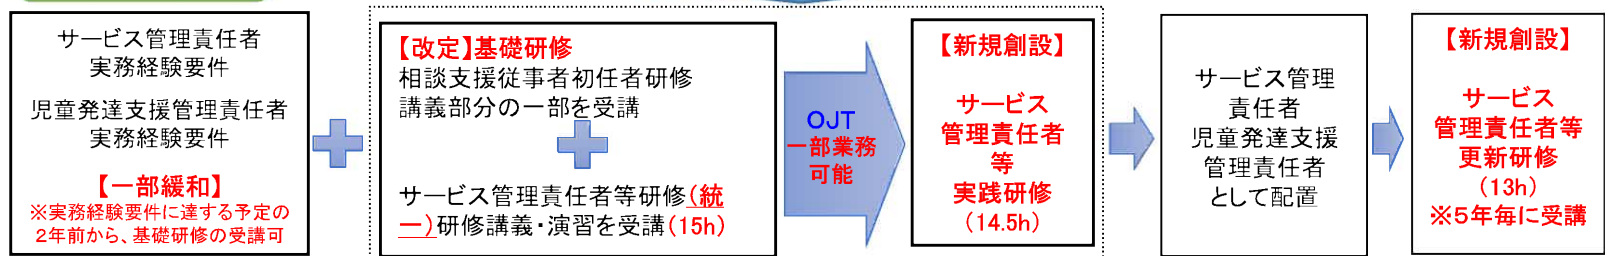 サービス管理責任者
実務経験要件
児童発達支援管理責任者
実務経験要件
【一部緩和】
※実務経験要件に達する予定の
2年前から、基礎研修の受講可
【改定】基礎研修
相談支援従事者初任者研修
講義部分の一部を受講
サービス管理責任者等研修(統
一)研修講義・演習を受講(15h)
OJT
一部業務
可能
【新規創設】
サービス
管理責任者
等
実践研修
(14.5h)
サービス管理
責任者
児童発達支援
管理責任者
として配置
【新規創設】
サービス
管理責任者等
更新研修
(13h)
※5年毎に受講